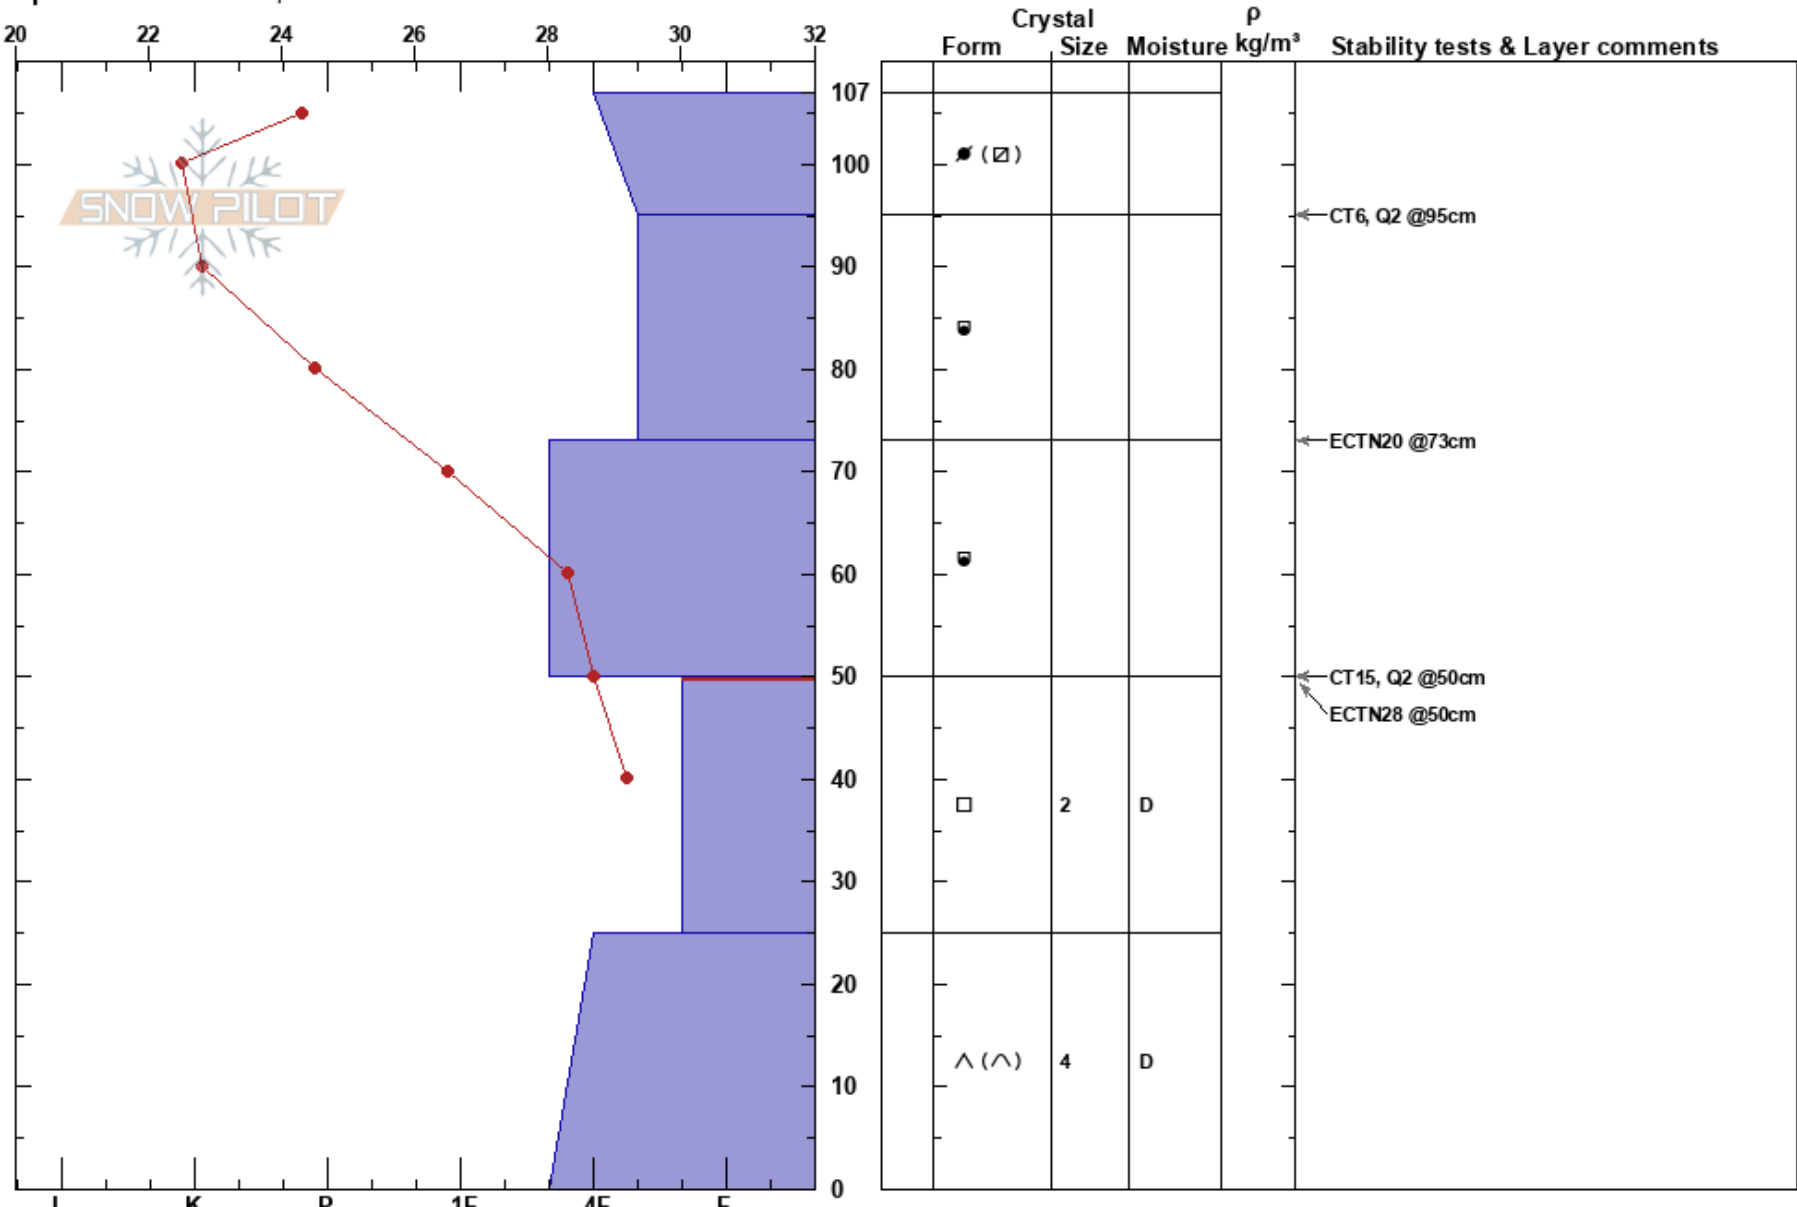 Crystal ρ
20 22 24 26 28 30 32 Form Size Moisture kg/m³ Stability tests & Layer comments
107
100
SNOW PILOT
CT6, Q2 @95cm
90
80
ECTN20 @73cm
70
60
50 CT15, Q2 @50cm
ECTN28 @50cm
40
2 D
30
20
4 D
10
0
K P 1F 4F F